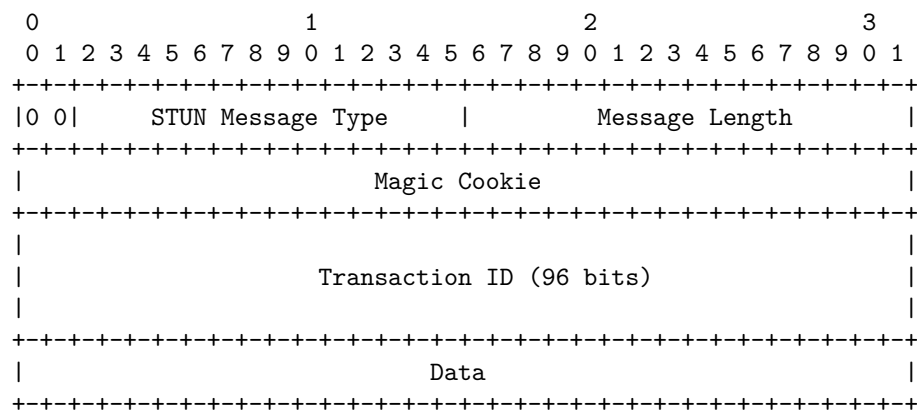 0                   1                   2                   3
0 1 2 3 4 5 6 7 8 9 0 1 2 3 4 5 6 7 8 9 0 1 2 3 4 5 6 7 8 9 0 1
+-+-+-+-+-+-+-+-+-+-+-+-+-+-+-+-+-+-+-+-+-+-+-+-+-+-+-+-+-+-+-+-+
|0 0|     STUN Message Type     |         Message Length        |
+-+-+-+-+-+-+-+-+-+-+-+-+-+-+-+-+-+-+-+-+-+-+-+-+-+-+-+-+-+-+-+-+
|                         Magic Cookie                          |
+-+-+-+-+-+-+-+-+-+-+-+-+-+-+-+-+-+-+-+-+-+-+-+-+-+-+-+-+-+-+-+-+
|                                                               |
|                     Transaction ID (96 bits)                  |
|                                                               |
+-+-+-+-+-+-+-+-+-+-+-+-+-+-+-+-+-+-+-+-+-+-+-+-+-+-+-+-+-+-+-+-+
|                             Data                              |
+-+-+-+-+-+-+-+-+-+-+-+-+-+-+-+-+-+-+-+-+-+-+-+-+-+-+-+-+-+-+-+-+